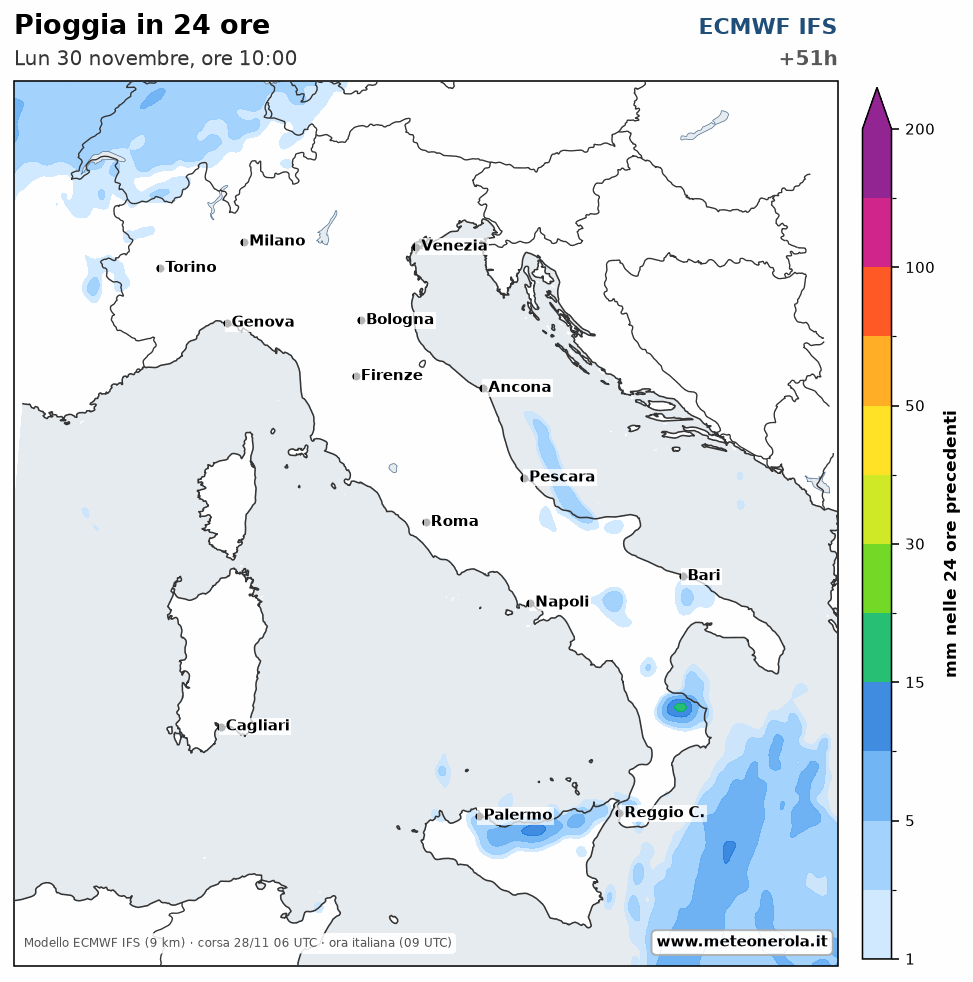 Pioggia in 24 ore
ECMWF IFS
Lun 30 novembre, ore 10:00
+51h
200
100
50
30
15
5
1
mm nelle 24 ore precedenti
Milano
Venezia
Torino
Genova
Bologna
Firenze
Ancona
Pescara
Roma
Bari
Napoli
Cagliari
Palermo
Reggio C.
Modello ECMWF IFS (9 km) · corsa 28/11 06 UTC · ora italiana (09 UTC)
www.meteonerola.it